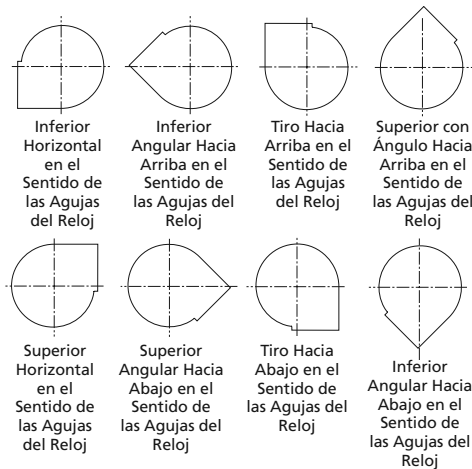 Inferior
Horizontal
en el
Sentido de
las Agujas
del Reloj
Inferior
Angular Hacia
Arriba en el
Sentido de
las Agujas del
Reloj
Tiro Hacia
Arriba en el
Sentido de
las Agujas
del Reloj
Superior con
Ángulo Hacia
Arriba en el
Sentido de
las Agujas del
Reloj
Superior
Horizontal
en el
Sentido de
las Agujas
del Reloj
Superior
Angular Hacia
Abajo en el
Sentido de
las Agujas del
Reloj
Tiro Hacia
Abajo en el
Sentido de
las Agujas del
Reloj
Inferior
Angular Hacia
Abajo en el
Sentido de
las Agujas del
Reloj